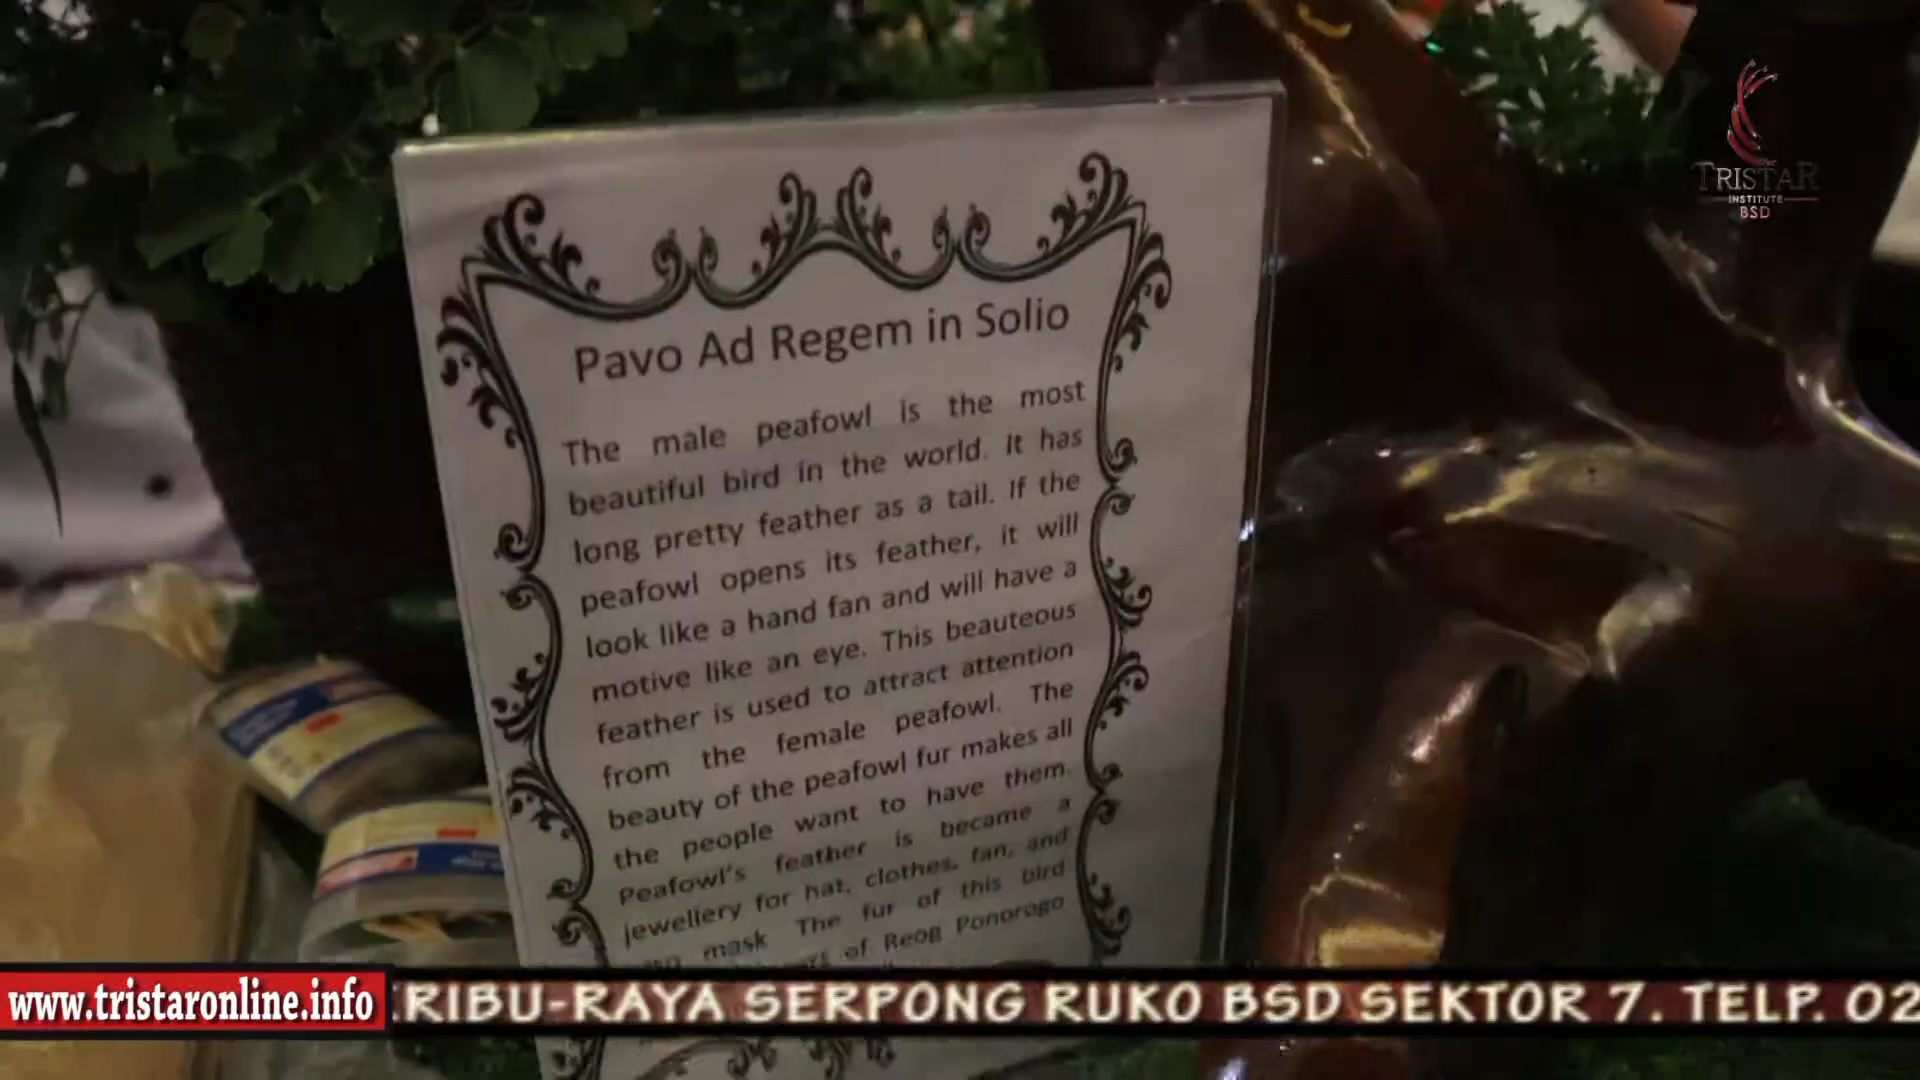 TRISTAR
INSTITUTE
BSD
Pavo Ad Regem in Solio
The male peafowl is the most
beautiful bird in the world. It has
long pretty feather as a tail. If the
peafowl opens its feather, it will
look like a hand fan and will have a
motive like an eye. This beauteous
feather is used to attract attention
from the female peafowl. The
beauty of the peafowl fur makes all
the people want to have them.
Peafowl's feather is became a
jewellery for hat, clothes, fan, and
mask The fur of this bird
of Reog Ponorogo
www.tristaronline.info
RIBU-RAYA SERPONG RUKO BSD SEKTOR 7. TELP. 02